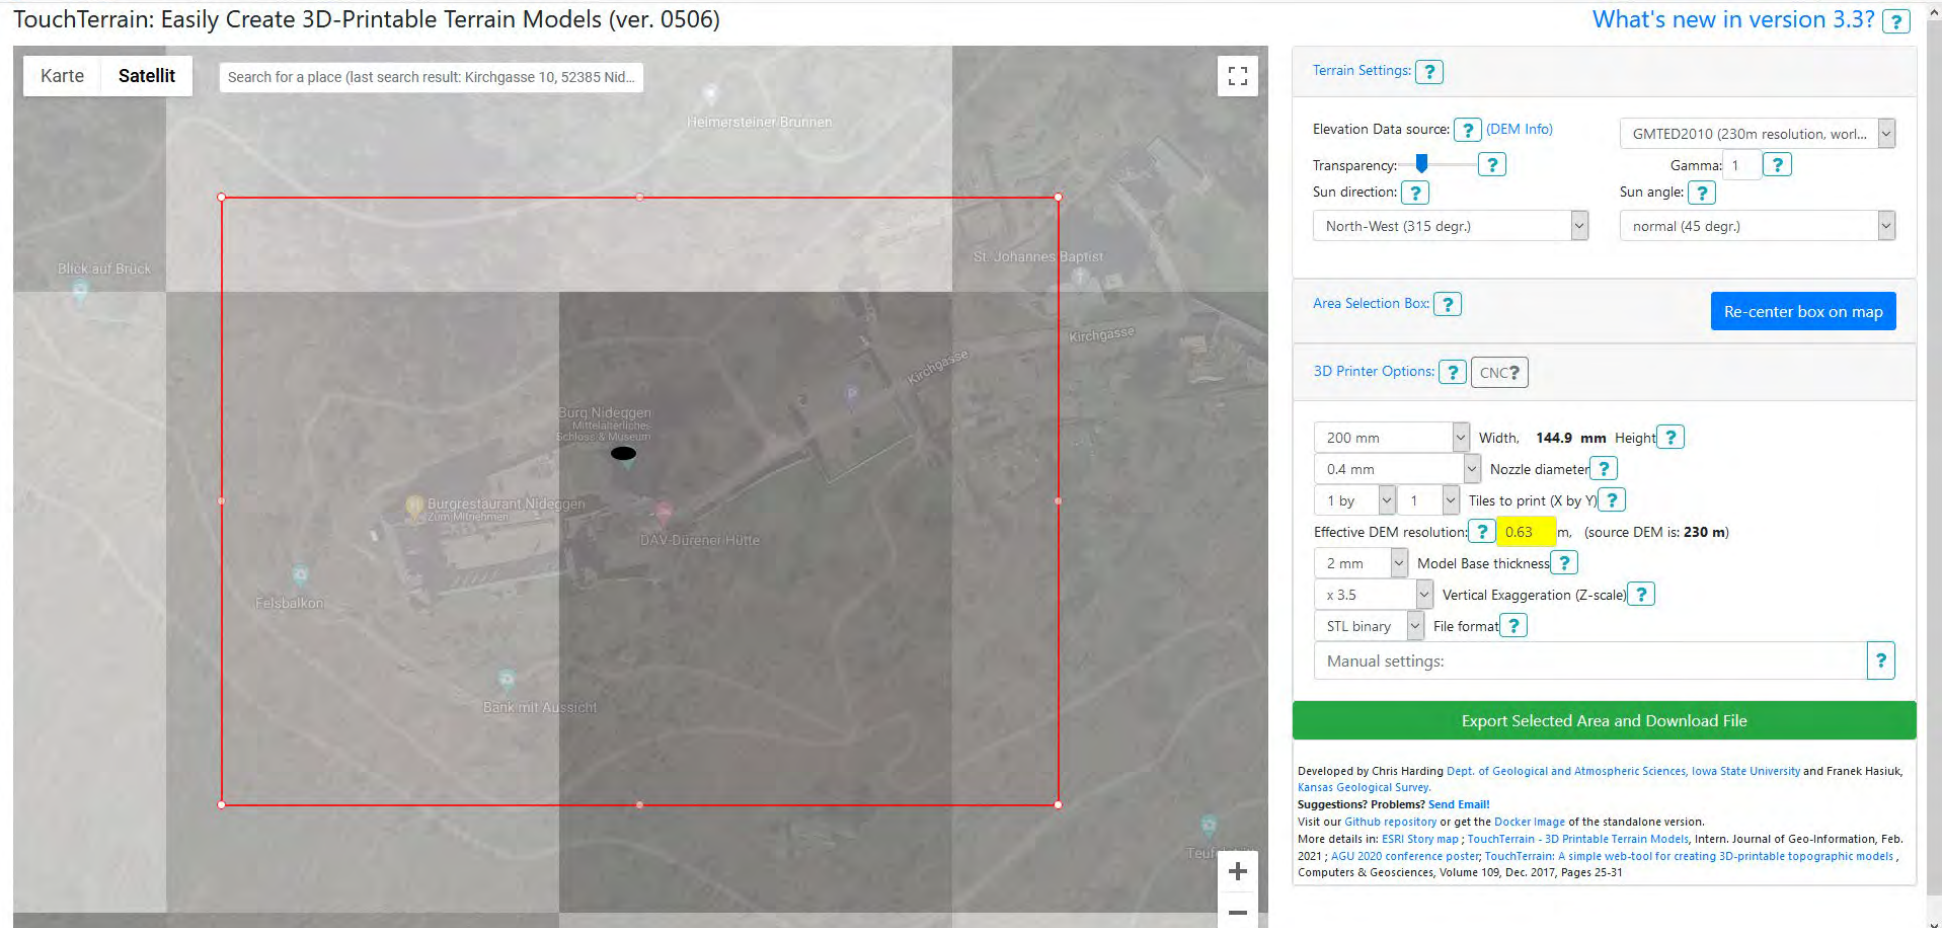 TouchTerrain: Easily Create 3D-Printable Terrain Models (ver. 0506)
What's new in version 3.3? ?
Karte Satellit
Search for a place (last search result: Kirchgasse 10, 52385 Nid...
Heimersteiner Brunnen
Blick auf Brück
St. Johannes Baptist
Kirchgasse
Kirchgasse
P
Burg Nideggen
Mittelalterliches
Schloss & Museum
Burgrestaurant Nideggen
Zum Mitnehmen
DAV-Dürener-Hütte
Felsbalkon
Bank mit Aussicht
+
−
Terrain Settings: ?
Elevation Data source: ? (DEM Info) GMTED2010 (230m resolution, worl...
Transparency: ? Gamma: 1 ?
Sun direction: ? Sun angle: ?
North-West (315 degr.) normal (45 degr.)
Area Selection Box: ? Re-center box on map
3D Printer Options: ? CNC?
200 mm Width, 144.9 mm Height ?
0.4 mm Nozzle diameter ?
1 by 1 Tiles to print (X by Y) ?
Effective DEM resolution: ? 0.63 m, (source DEM is: 230 m)
2 mm Model Base thickness ?
x 3.5 Vertical Exaggeration (Z-scale) ?
STL binary File format ?
Manual settings: ?
Export Selected Area and Download File
Developed by Chris Harding Dept. of Geological and Atmospheric Sciences, Iowa State University and Franek Hasiuk,
Kansas Geological Survey.
Suggestions? Problems? Send Email!
Visit our Github repository or get the Docker Image of the standalone version.
More details in: ESRI Story map ; TouchTerrain - 3D Printable Terrain Models, Intern. Journal of Geo-Information, Feb.
2021 ; AGU 2020 conference poster; TouchTerrain: A simple web-tool for creating 3D-printable topographic models ,
Computers & Geosciences, Volume 109, Dec. 2017, Pages 25-31